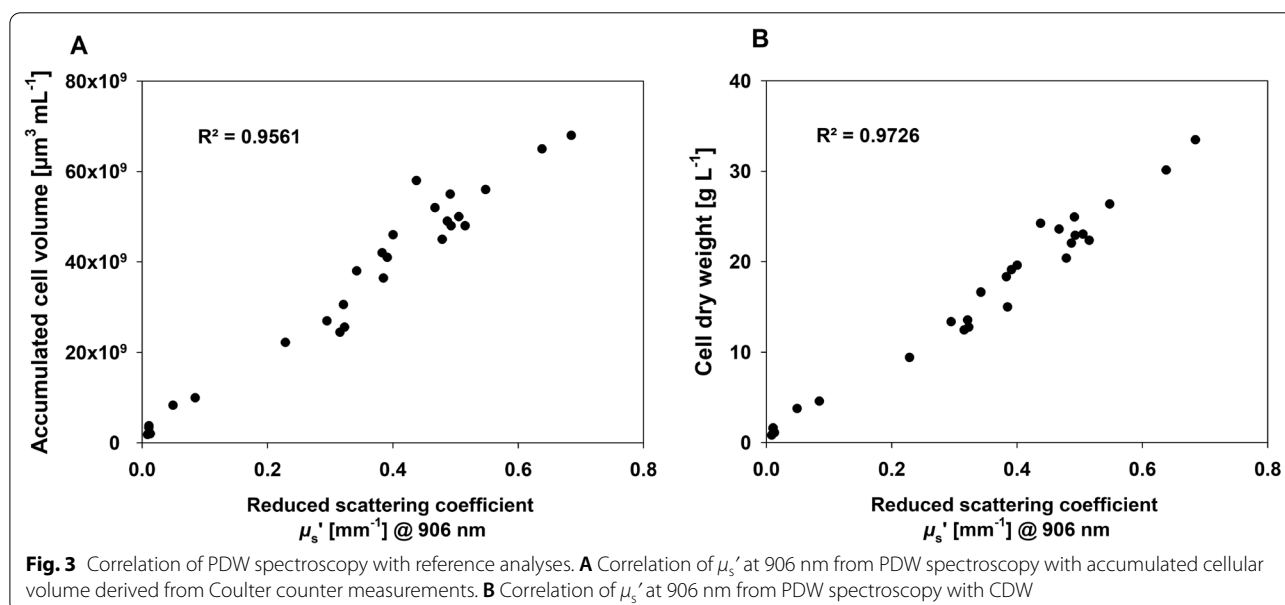 A
80x10⁹
60x10⁹
40x10⁹
20x10⁹
0
Accumulated cell volume [µm³ mL⁻¹]
R² = 0.9561
0.0 0.2 0.4 0.6 0.8
Reduced scattering coefficient
µₛ' [mm⁻¹] @ 906 nm
B
40
30
20
10
0
Cell dry weight [g L⁻¹]
R² = 0.9726
0.0 0.2 0.4 0.6 0.8
Reduced scattering coefficient
µₛ' [mm⁻¹] @ 906 nm
Fig. 3 Correlation of PDW spectroscopy with reference analyses. A Correlation of µₛ′ at 906 nm from PDW spectroscopy with accumulated cellular
volume derived from Coulter counter measurements. B Correlation of µₛ′ at 906 nm from PDW spectroscopy with CDW